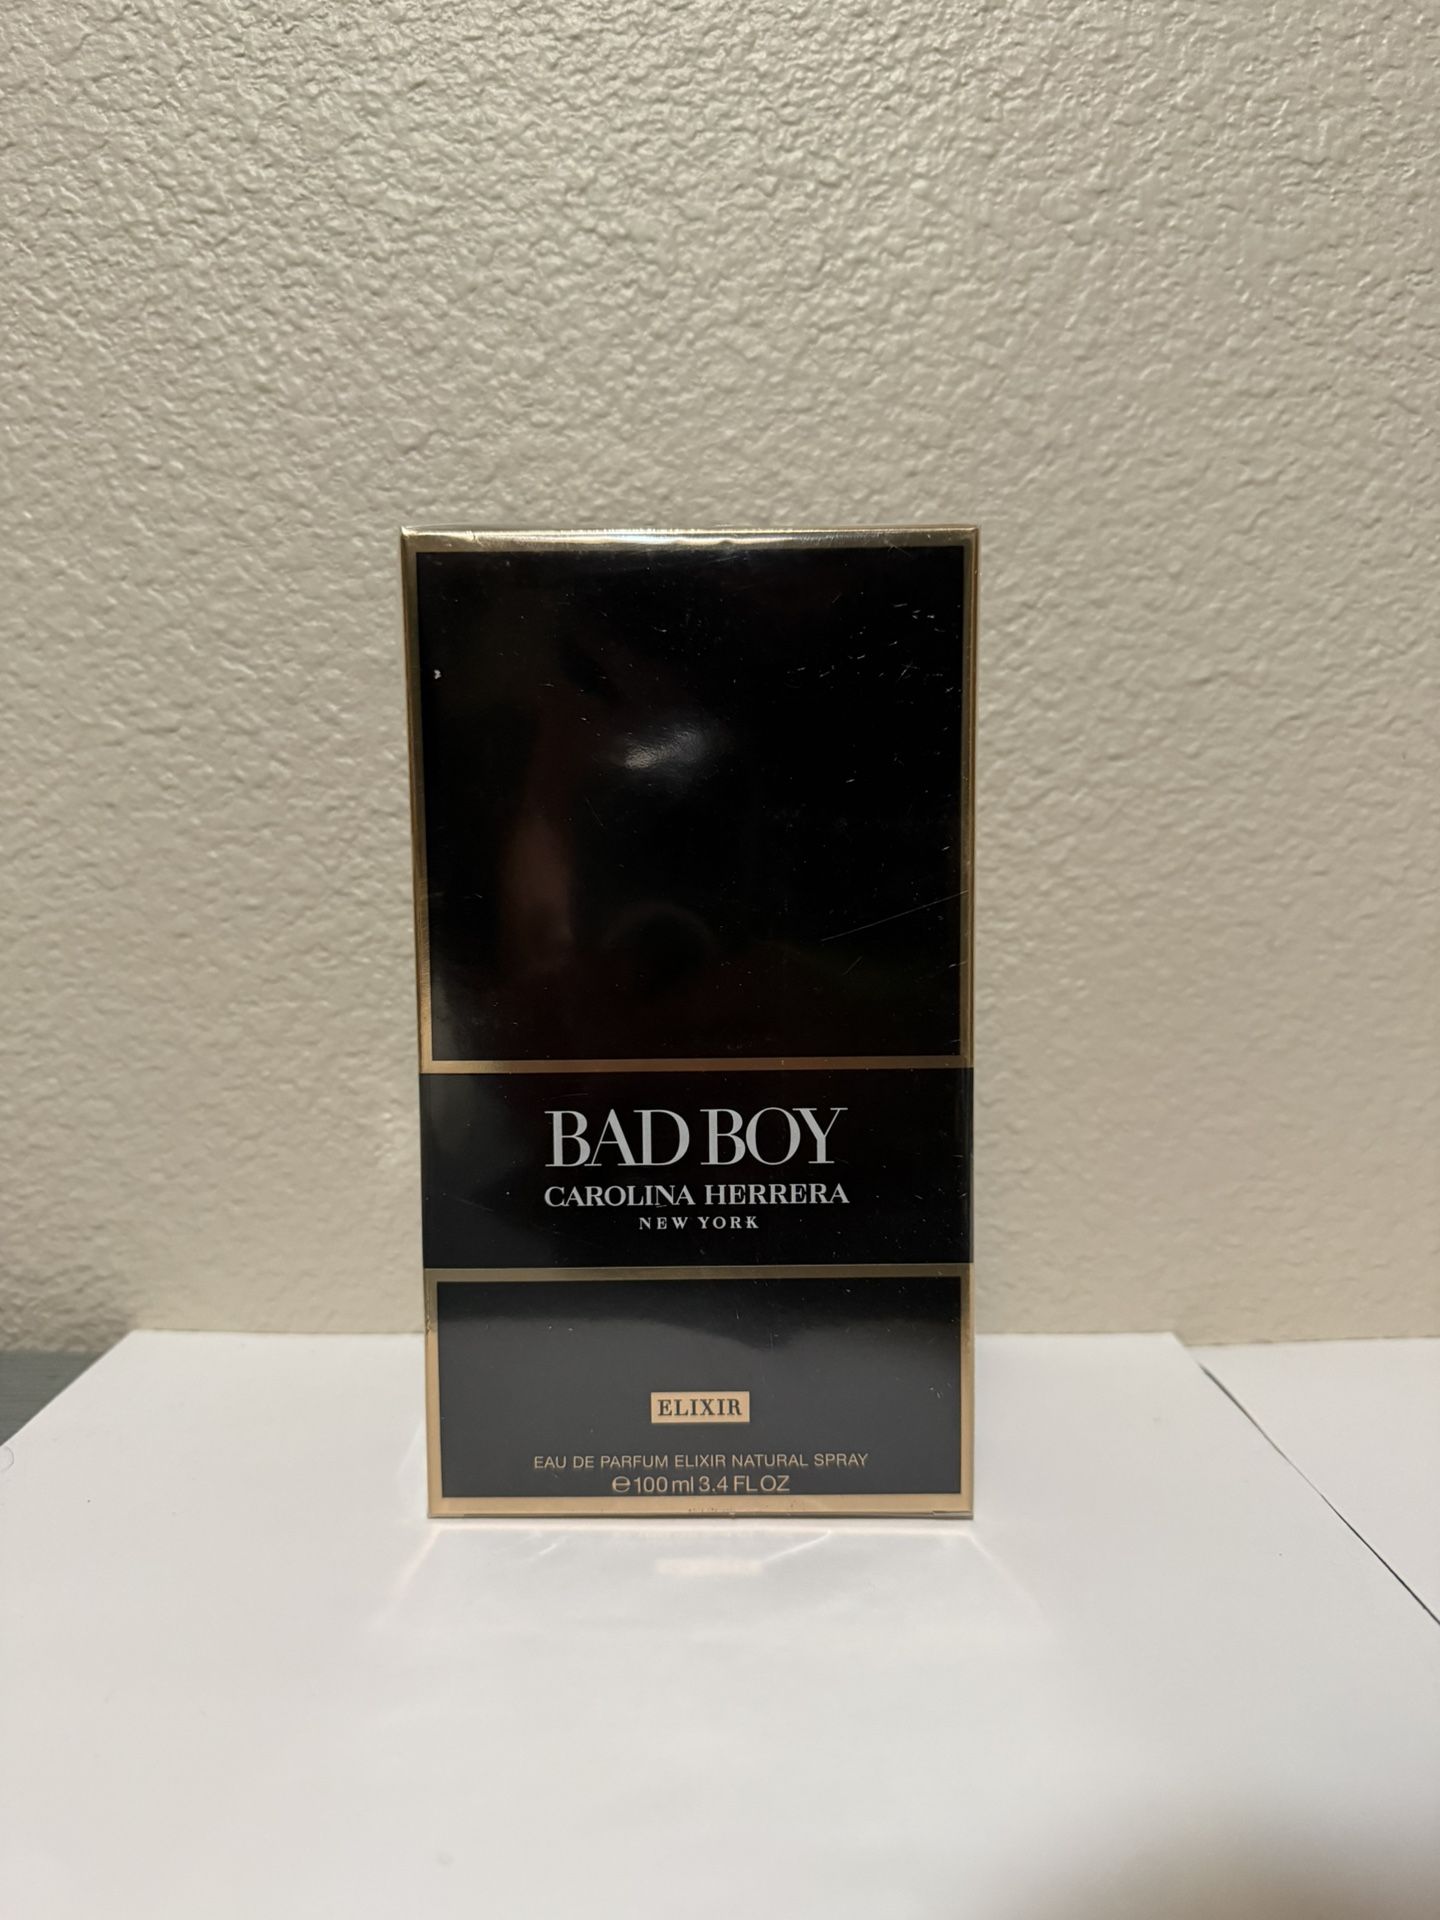 BAD BOY
CAROLINA HERRERA
NEW YORK
ELIXIR
EAU DE PARFUM ELIXIR NATURAL SPRAY
℮100 ml 3.4 FL OZ